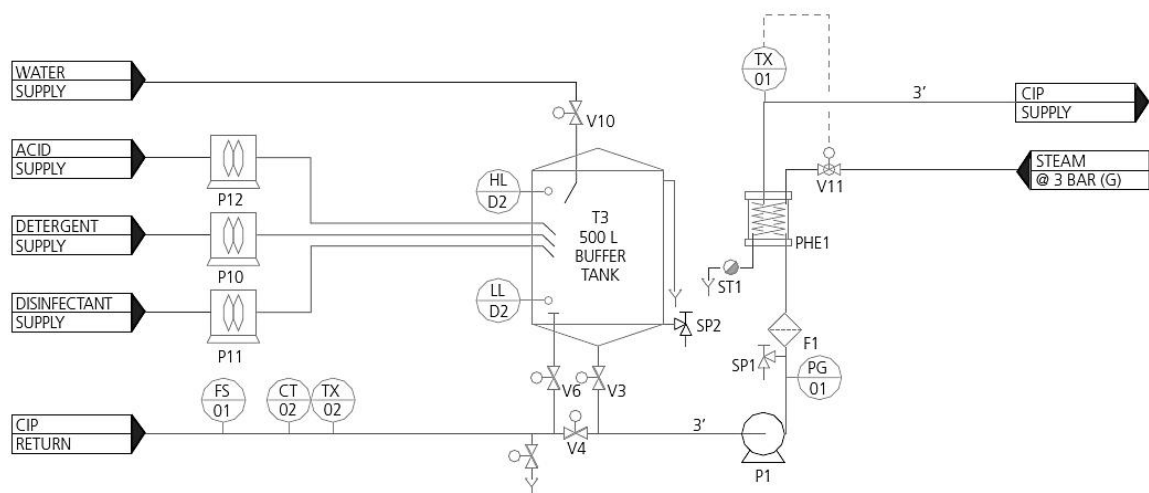 WATER
SUPPLY
V10
ACID
SUPPLY
P12
DETERGENT
SUPPLY
P10
DISINFECTANT
SUPPLY
P11
HL
D2
LL
D2
T3
500 L
BUFFER
TANK
SP2
V6
V3
FS
01
CT
02
TX
02
CIP
RETURN
V4
3'
P1
TX
01
3'
CIP
SUPPLY
V11
STEAM
@ 3 BAR (G)
PHE1
ST1
F1
SP1
PG
01